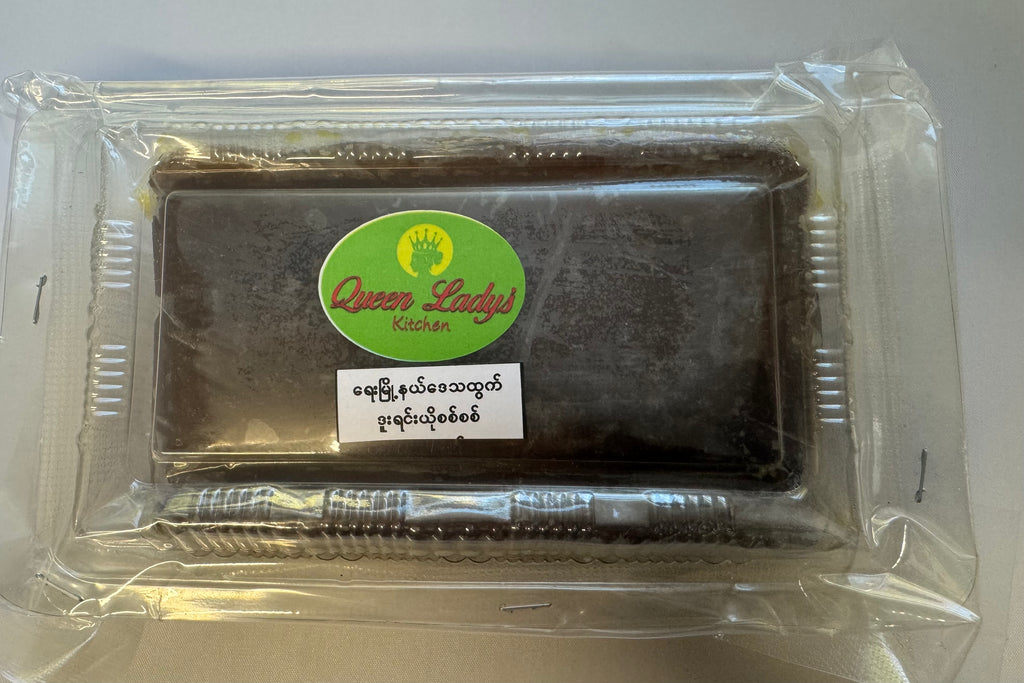 Queen Lady's
Kitchen
ရေးမြို့နယ်ဒေသထွက်
ဒူးရင်းယိုစစ်စစ်